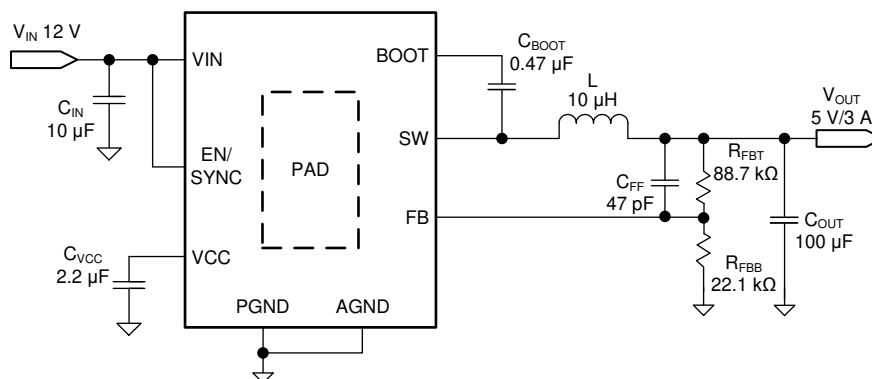 V_IN 12 V
C_IN
10 µF
VIN
EN/
SYNC
C_VCC
2.2 µF
VCC
PAD
PGND
AGND
BOOT
SW
FB
C_BOOT
0.47 µF
L
10 µH
C_FF
47 pF
R_FBT
88.7 kΩ
R_FBB
22.1 kΩ
C_OUT
100 µF
V_OUT
5 V/3 A